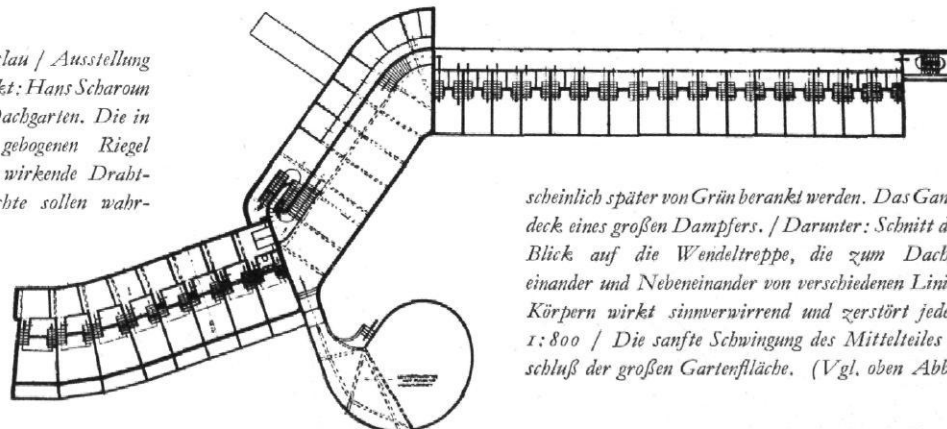 lau / Ausstellung
kt: Hans Scharoun
Dachgarten. Die in
gebogenen Riegel
wirkende Draht-
hte sollen wahr-
scheinlich später von Grün berankt werden. Das Gan
deck eines großen Dampfers. / Darunter: Schnitt d
Blick auf die Wendeltreppe, die zum Dach
einander und Nebeneinander von verschiedenen Lini
Körpern wirkt sinnverwirrend und zerstört jede
1:800 / Die sanfte Schwingung des Mittelteiles
schluß der großen Gartenfläche. (Vgl. oben Abb